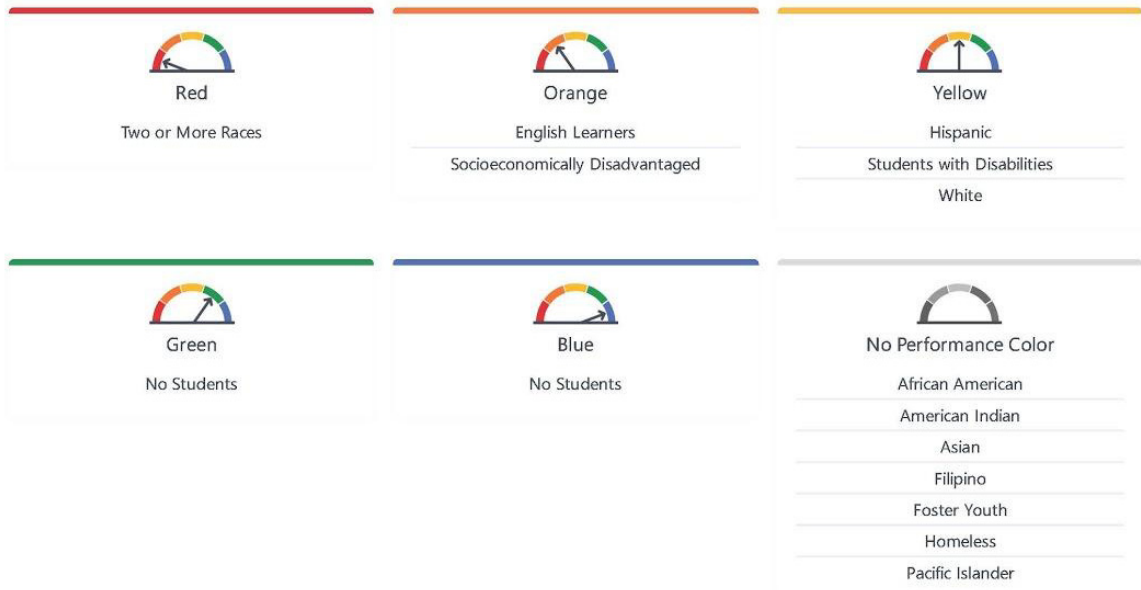 Red
Two or More Races
Orange
English Learners
Socioeconomically Disadvantaged
Yellow
Hispanic
Students with Disabilities
White
Green
No Students
Blue
No Students
No Performance Color
African American
American Indian
Asian
Filipino
Foster Youth
Homeless
Pacific Islander